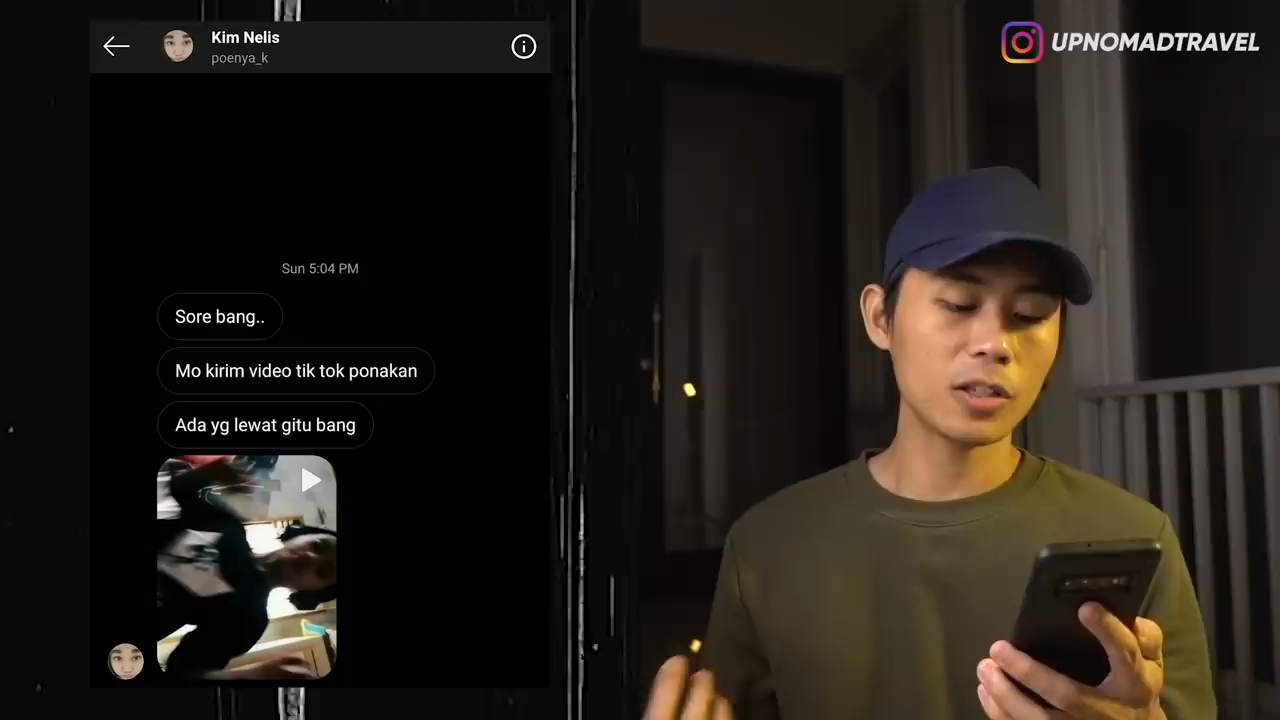 Kim Nelis
poenya_k
UPNOMADTRAVEL
Sun 5:04 PM
Sore bang..
Mo kirim video tik tok ponakan
Ada yg lewat gitu bang